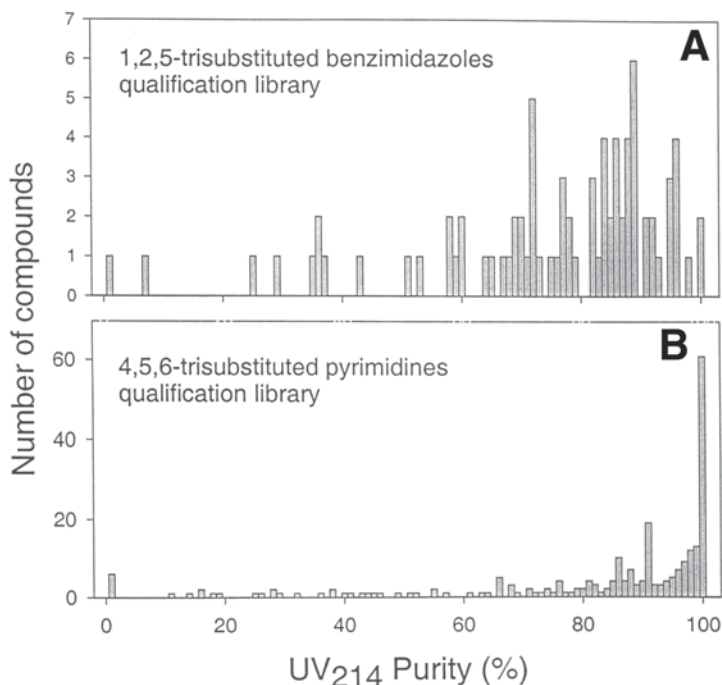 7
6
5
4
3
2
1
0
1,2,5-trisubstituted benzimidazoles
qualification library
A
Number of compounds
60
40
20
0
4,5,6-trisubstituted pyrimidines
qualification library
B
0 20 40 60 80 100
UV214 Purity (%)